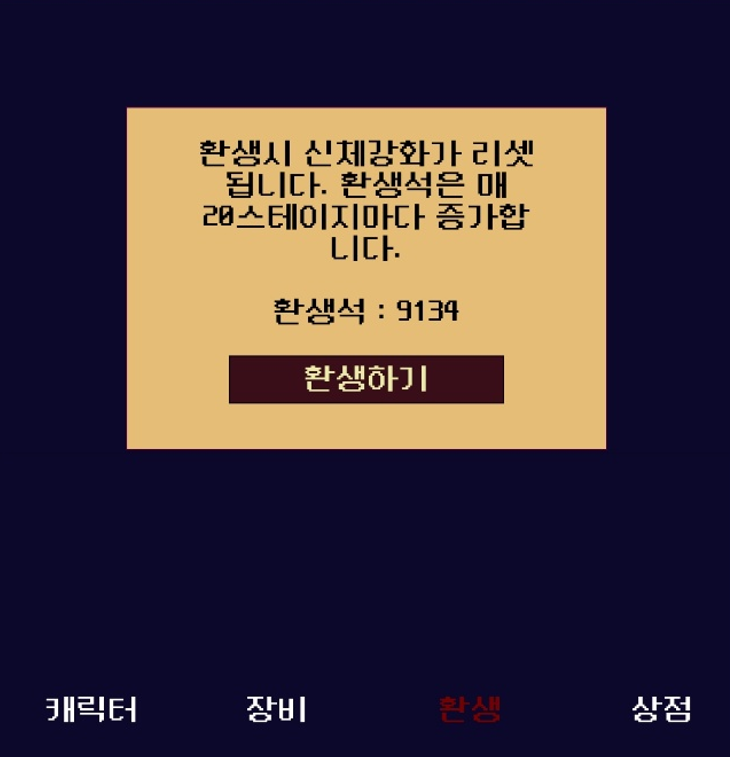 환생시 신체강화가 리셋
됩니다. 환생석은 매
20스테이지마다 증가합
니다.
환생석 : 9134
환생하기
캐릭터 장비 환생 상점